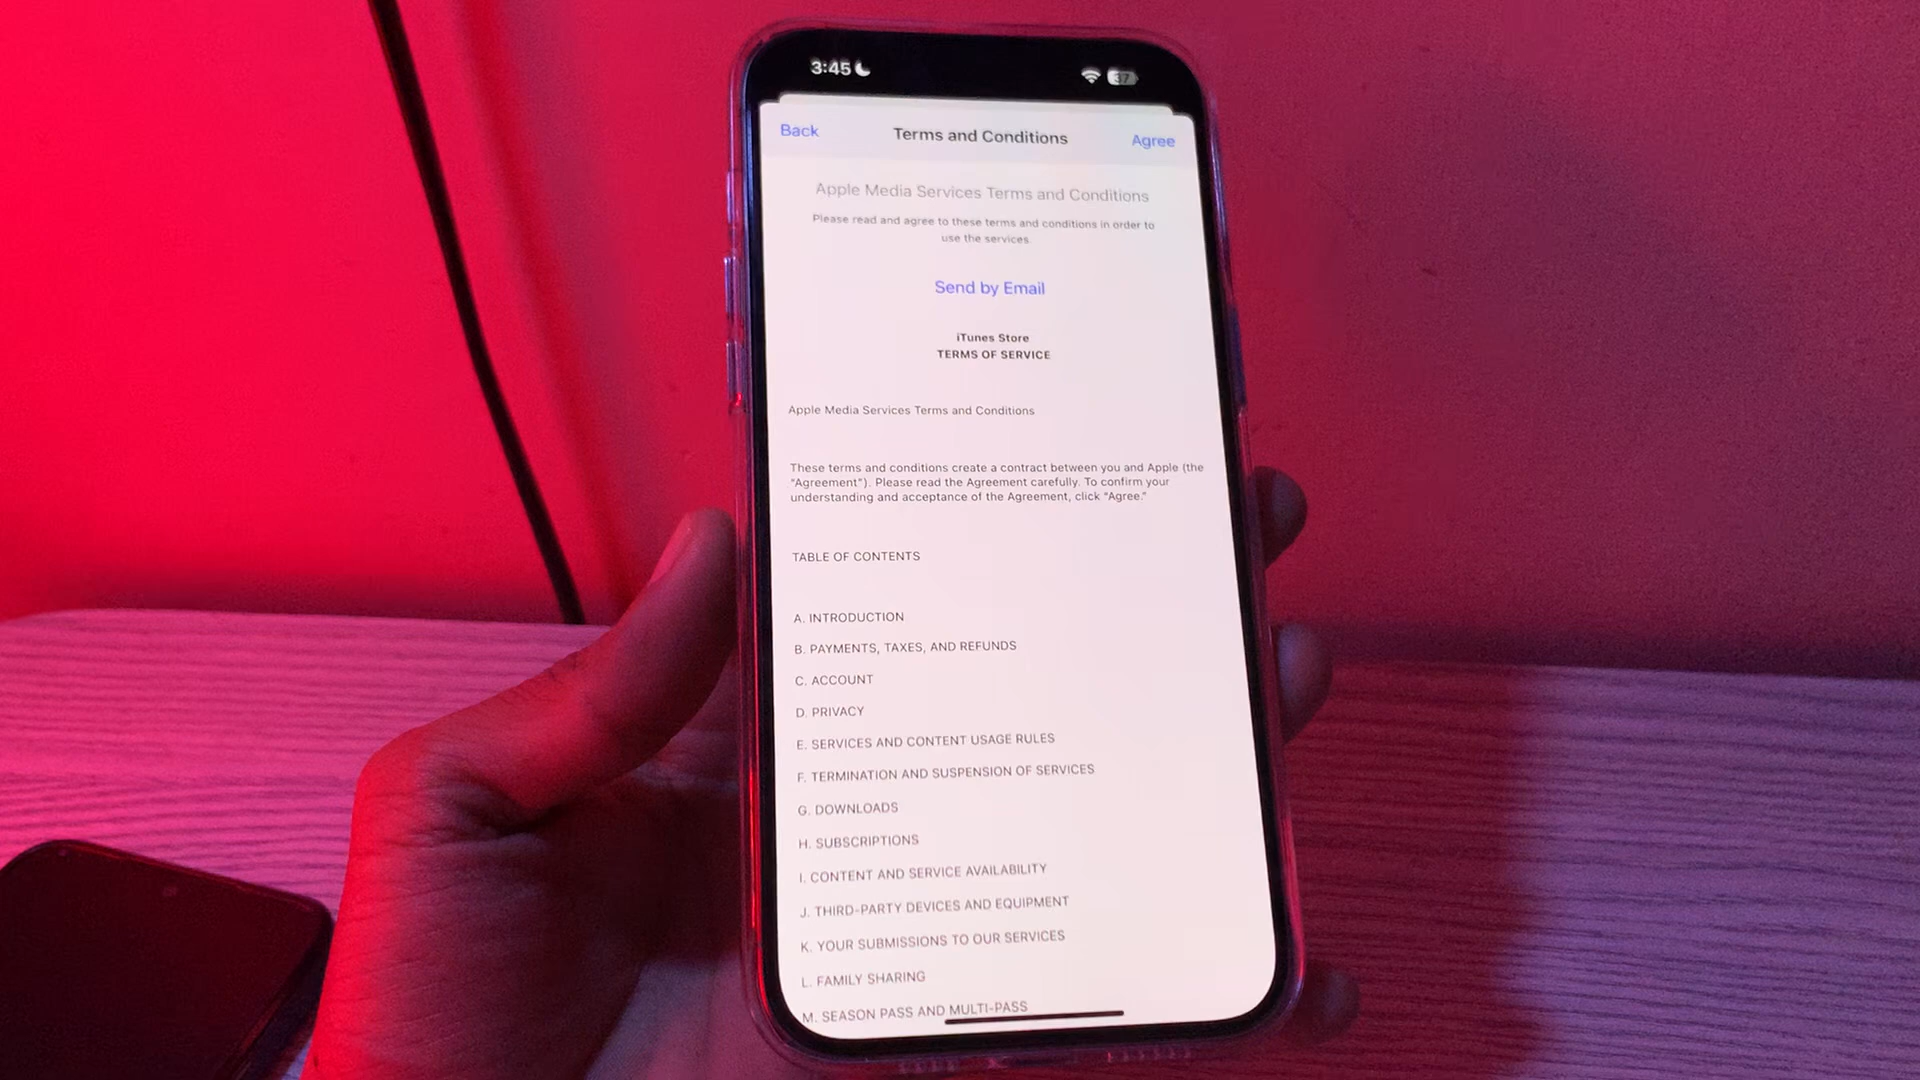 3:45
37
Back
Terms and Conditions
Agree
Apple Media Services Terms and Conditions
Please read and agree to these terms and conditions in order to
use the services.
Send by Email
iTunes Store
TERMS OF SERVICE
Apple Media Services Terms and Conditions
These terms and conditions create a contract between you and Apple (the
“Agreement”). Please read the Agreement carefully. To confirm your
understanding and acceptance of the Agreement, click “Agree.”
TABLE OF CONTENTS
A. INTRODUCTION
B. PAYMENTS, TAXES, AND REFUNDS
C. ACCOUNT
D. PRIVACY
E. SERVICES AND CONTENT USAGE RULES
F. TERMINATION AND SUSPENSION OF SERVICES
G. DOWNLOADS
H. SUBSCRIPTIONS
I. CONTENT AND SERVICE AVAILABILITY
J. THIRD-PARTY DEVICES AND EQUIPMENT
K. YOUR SUBMISSIONS TO OUR SERVICES
L. FAMILY SHARING
M. SEASON PASS AND MULTI-PASS